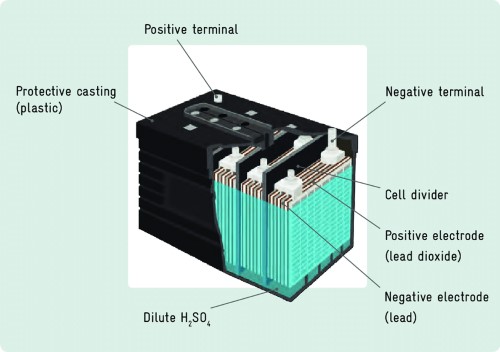 Positive terminal
Protective casting
(plastic)
Negative terminal
Cell divider
Positive electrode
(lead dioxide)
Negative electrode
(lead)
Dilute H₂SO₄